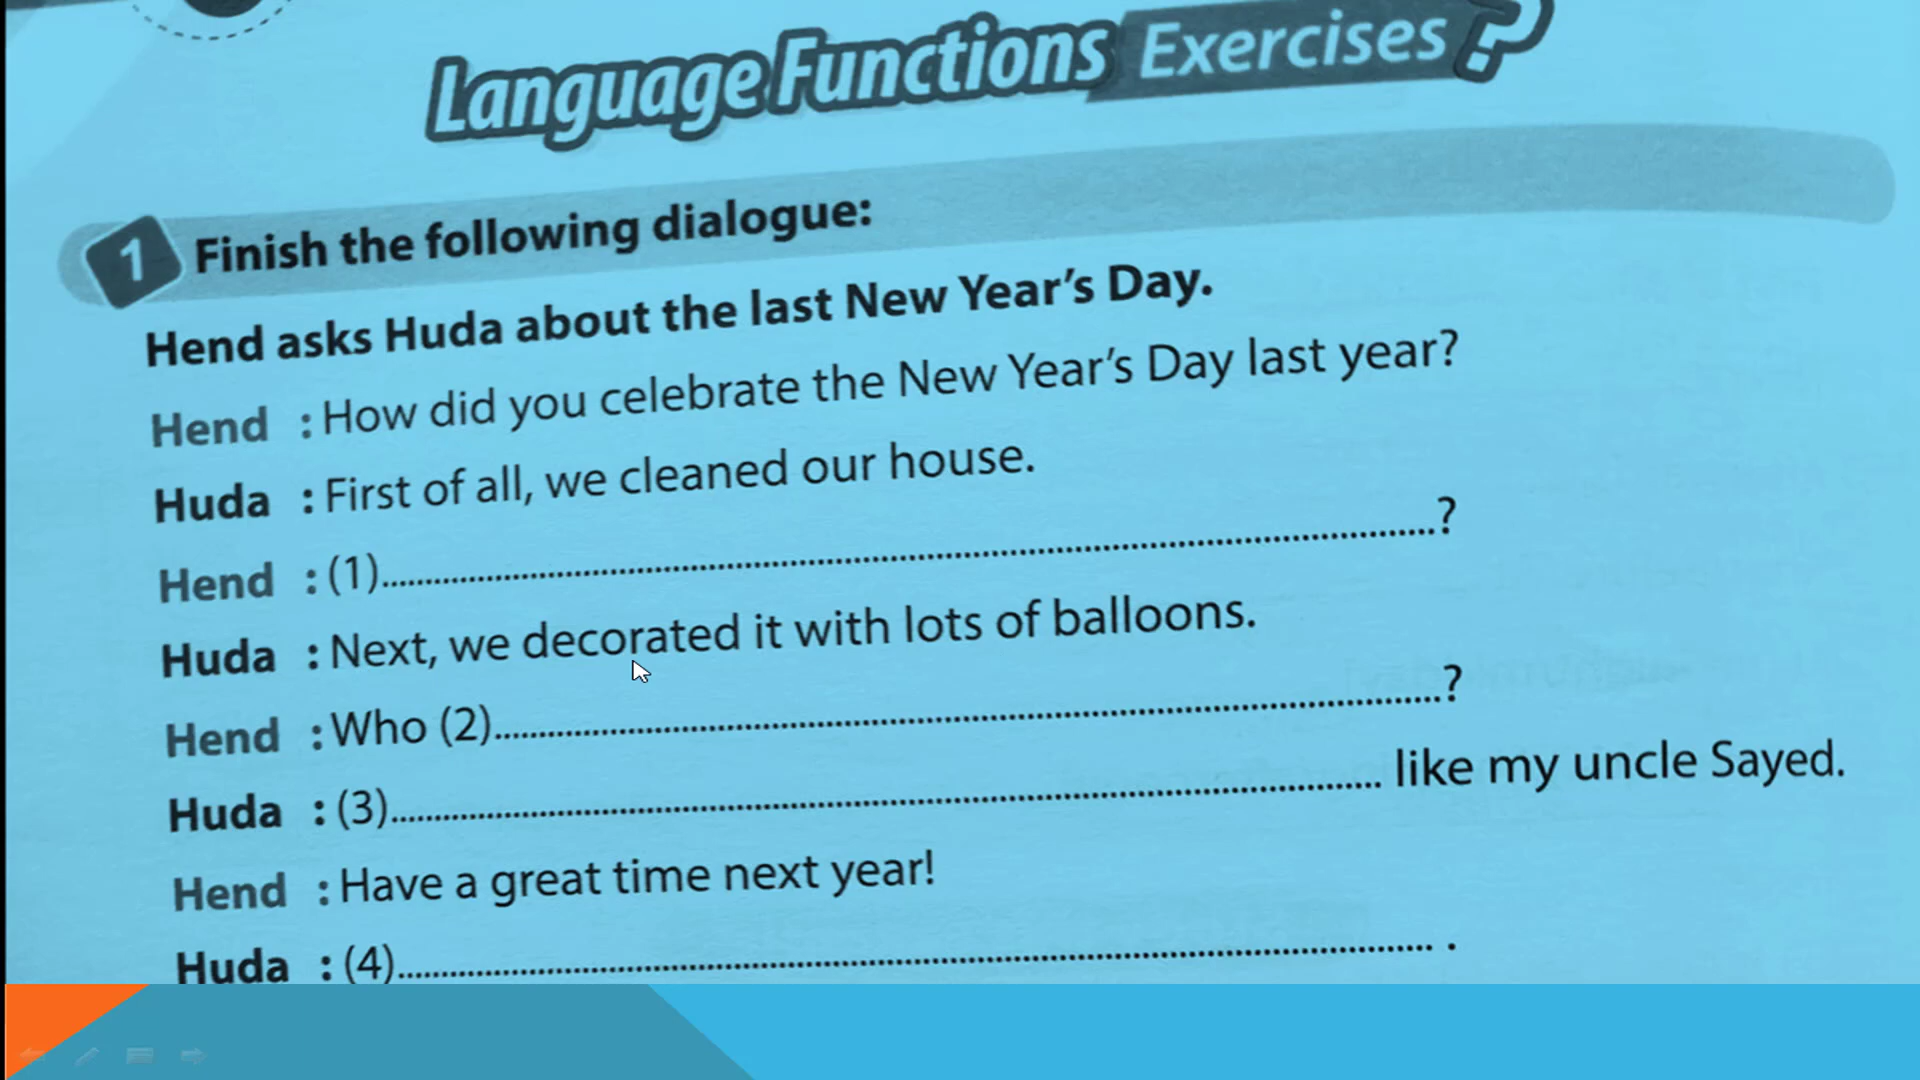 Language Functions Exercises ?
1 Finish the following dialogue:
Hend asks Huda about the last New Year's Day.
Hend : How did you celebrate the New Year's Day last year?
Huda : First of all, we cleaned our house.
Hend : (1)..............................?
Huda : Next, we decorated it with lots of balloons.
Hend : Who (2)..............................?
Huda : (3).............................. like my uncle Sayed.
Hend : Have a great time next year!
Huda : (4).............................. .